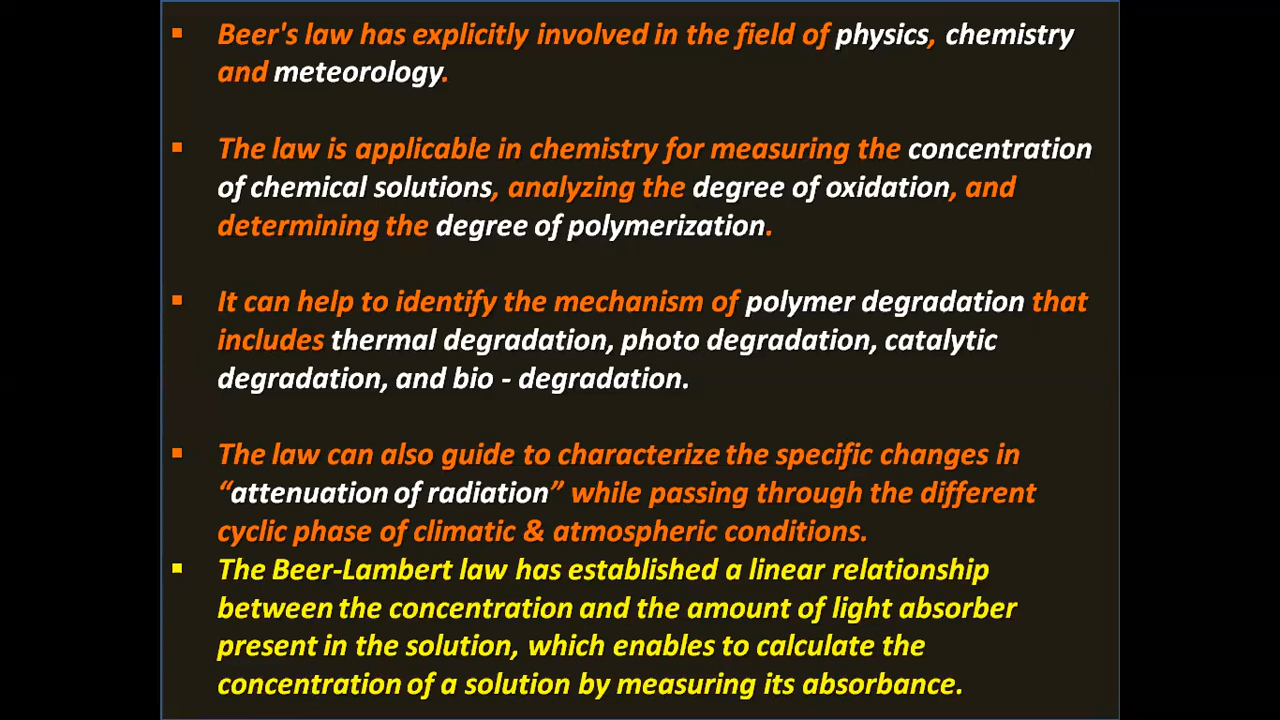 ▪ Beer's law has explicitly involved in the field of physics, chemistry
and meteorology.
▪ The law is applicable in chemistry for measuring the concentration
of chemical solutions, analyzing the degree of oxidation, and
determining the degree of polymerization.
▪ It can help to identify the mechanism of polymer degradation that
includes thermal degradation, photo degradation, catalytic
degradation, and bio - degradation.
▪ The law can also guide to characterize the specific changes in
“attenuation of radiation” while passing through the different
cyclic phase of climatic & atmospheric conditions.
▪ The Beer-Lambert law has established a linear relationship
between the concentration and the amount of light absorber
present in the solution, which enables to calculate the
concentration of a solution by measuring its absorbance.